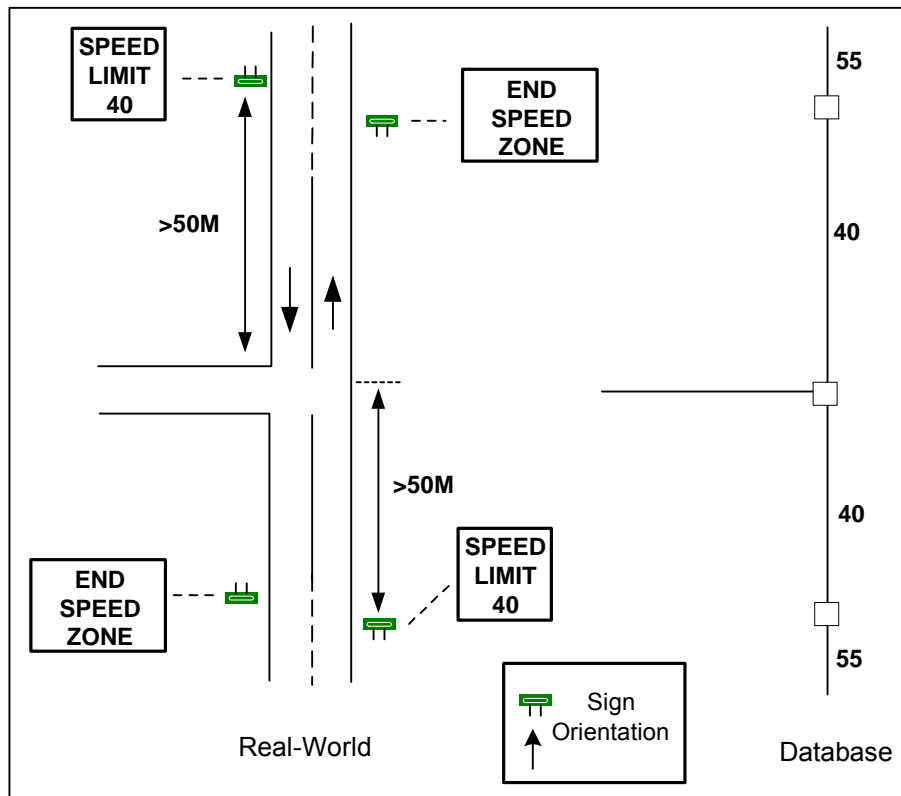 SPEED
LIMIT
40
END
SPEED
ZONE
>50M
55
40
>50M
40
END
SPEED
ZONE
SPEED
LIMIT
40
55
Sign
Orientation
Real-World
Database